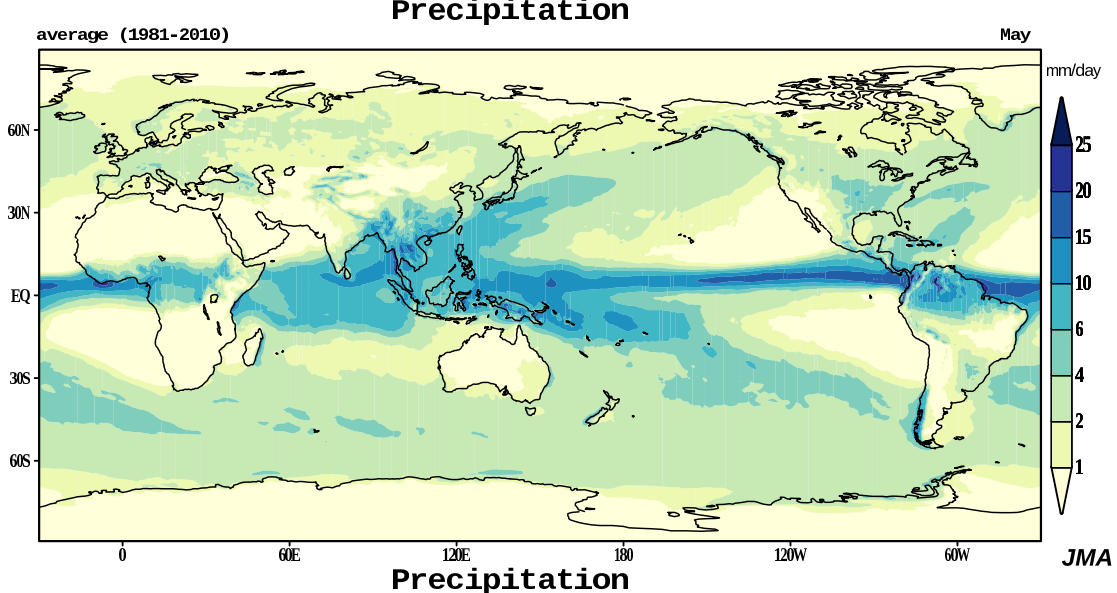 Precipitation
average (1981-2010) May
mm/day
25
20
15
10
6
4
2
1
60N
30N
EQ
30S
60S
0 60E 120E 180 120W 60W
JMA
Precipitation